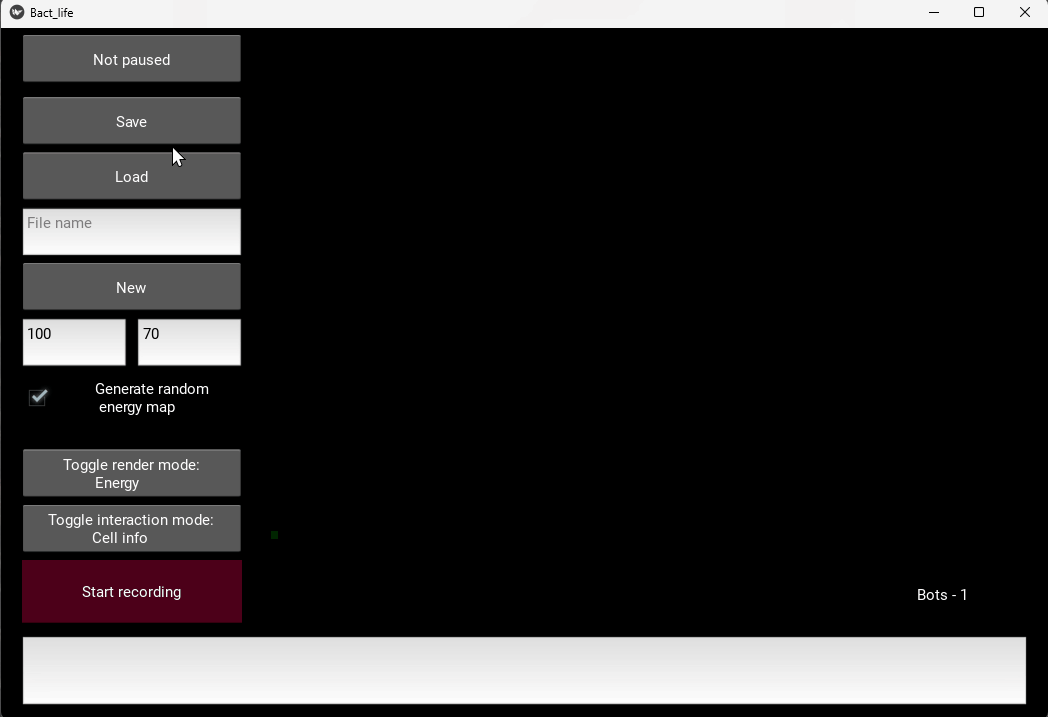 Bact_life
Not paused
Save
Load
File name
New
100
70
Generate random
energy map
Toggle render mode:
Energy
Toggle interaction mode:
Cell info
Start recording
Bots - 1